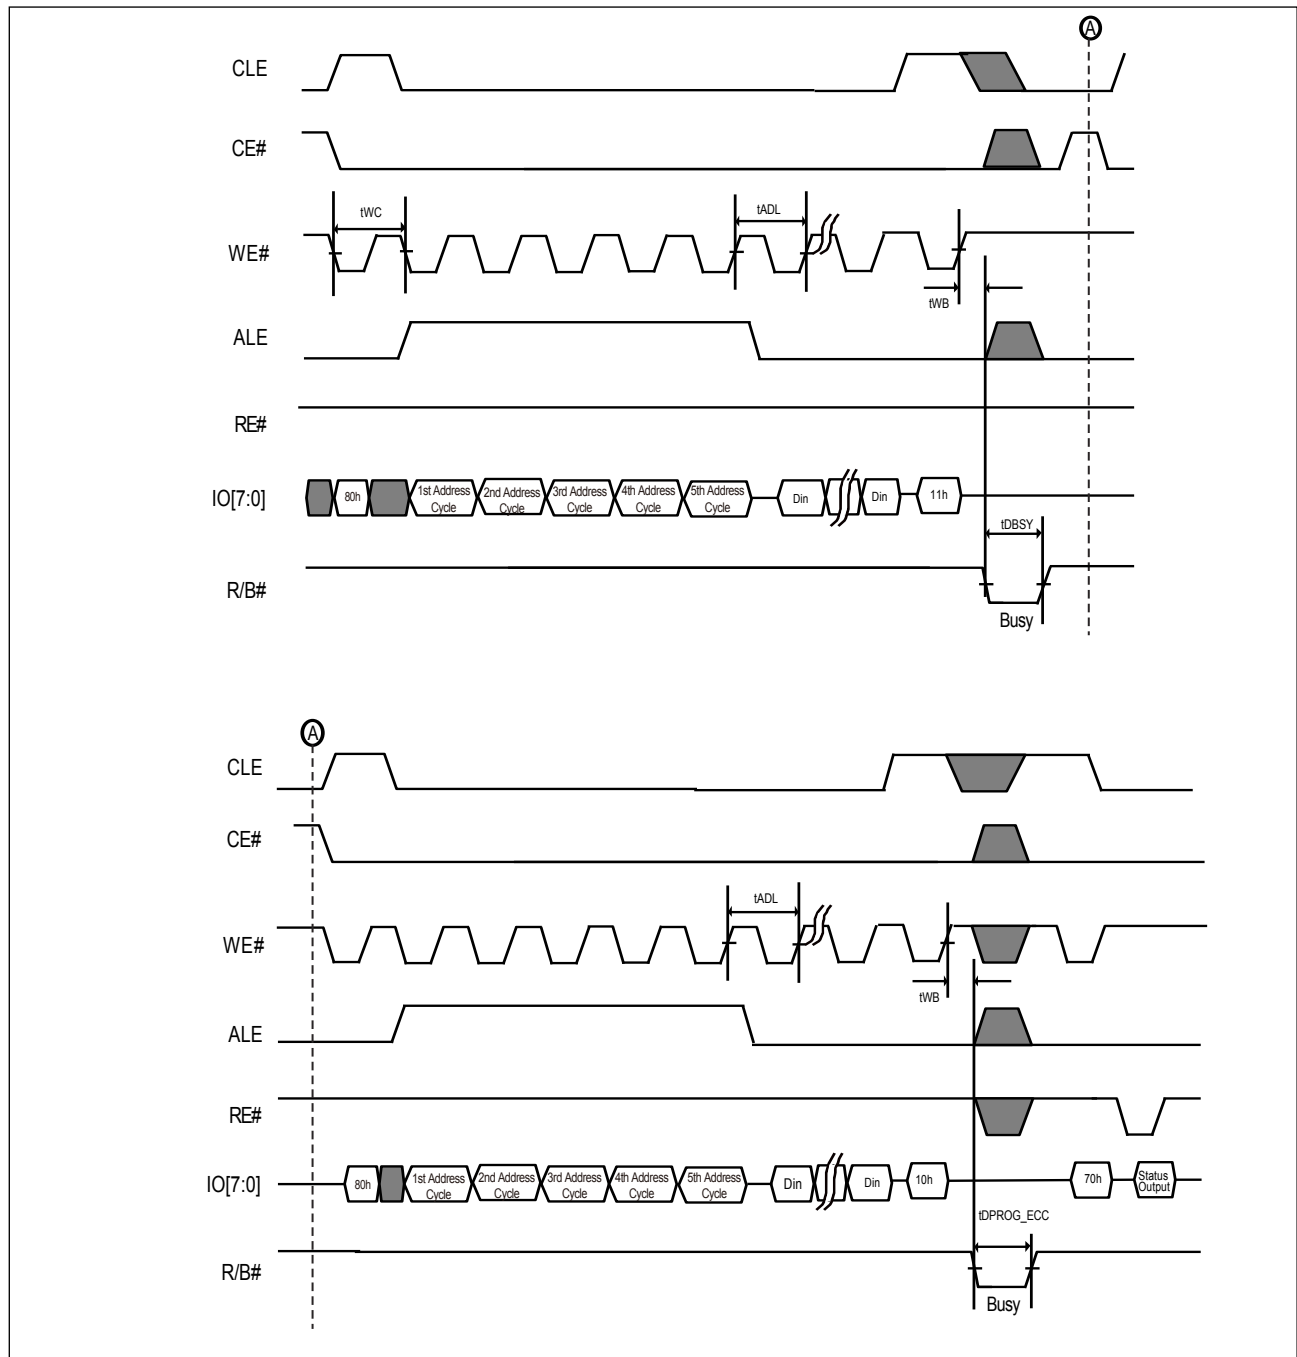 A
CLE
CE#
tWC
tADL
WE#
tWB
ALE
RE#
IO[7:0]
80h
1st Address
Cycle
2nd Address
Cycle
3rd Address
Cycle
4th Address
Cycle
5th Address
Cycle
Din
Din
11h
tDBSY
R/B#
Busy
A
CLE
CE#
tADL
WE#
tWB
ALE
RE#
IO[7:0]
80h
1st Address
Cycle
2nd Address
Cycle
3rd Address
Cycle
4th Address
Cycle
5th Address
Cycle
Din
Din
10h
70h
Status
Output
tDPROG_ECC
R/B#
Busy